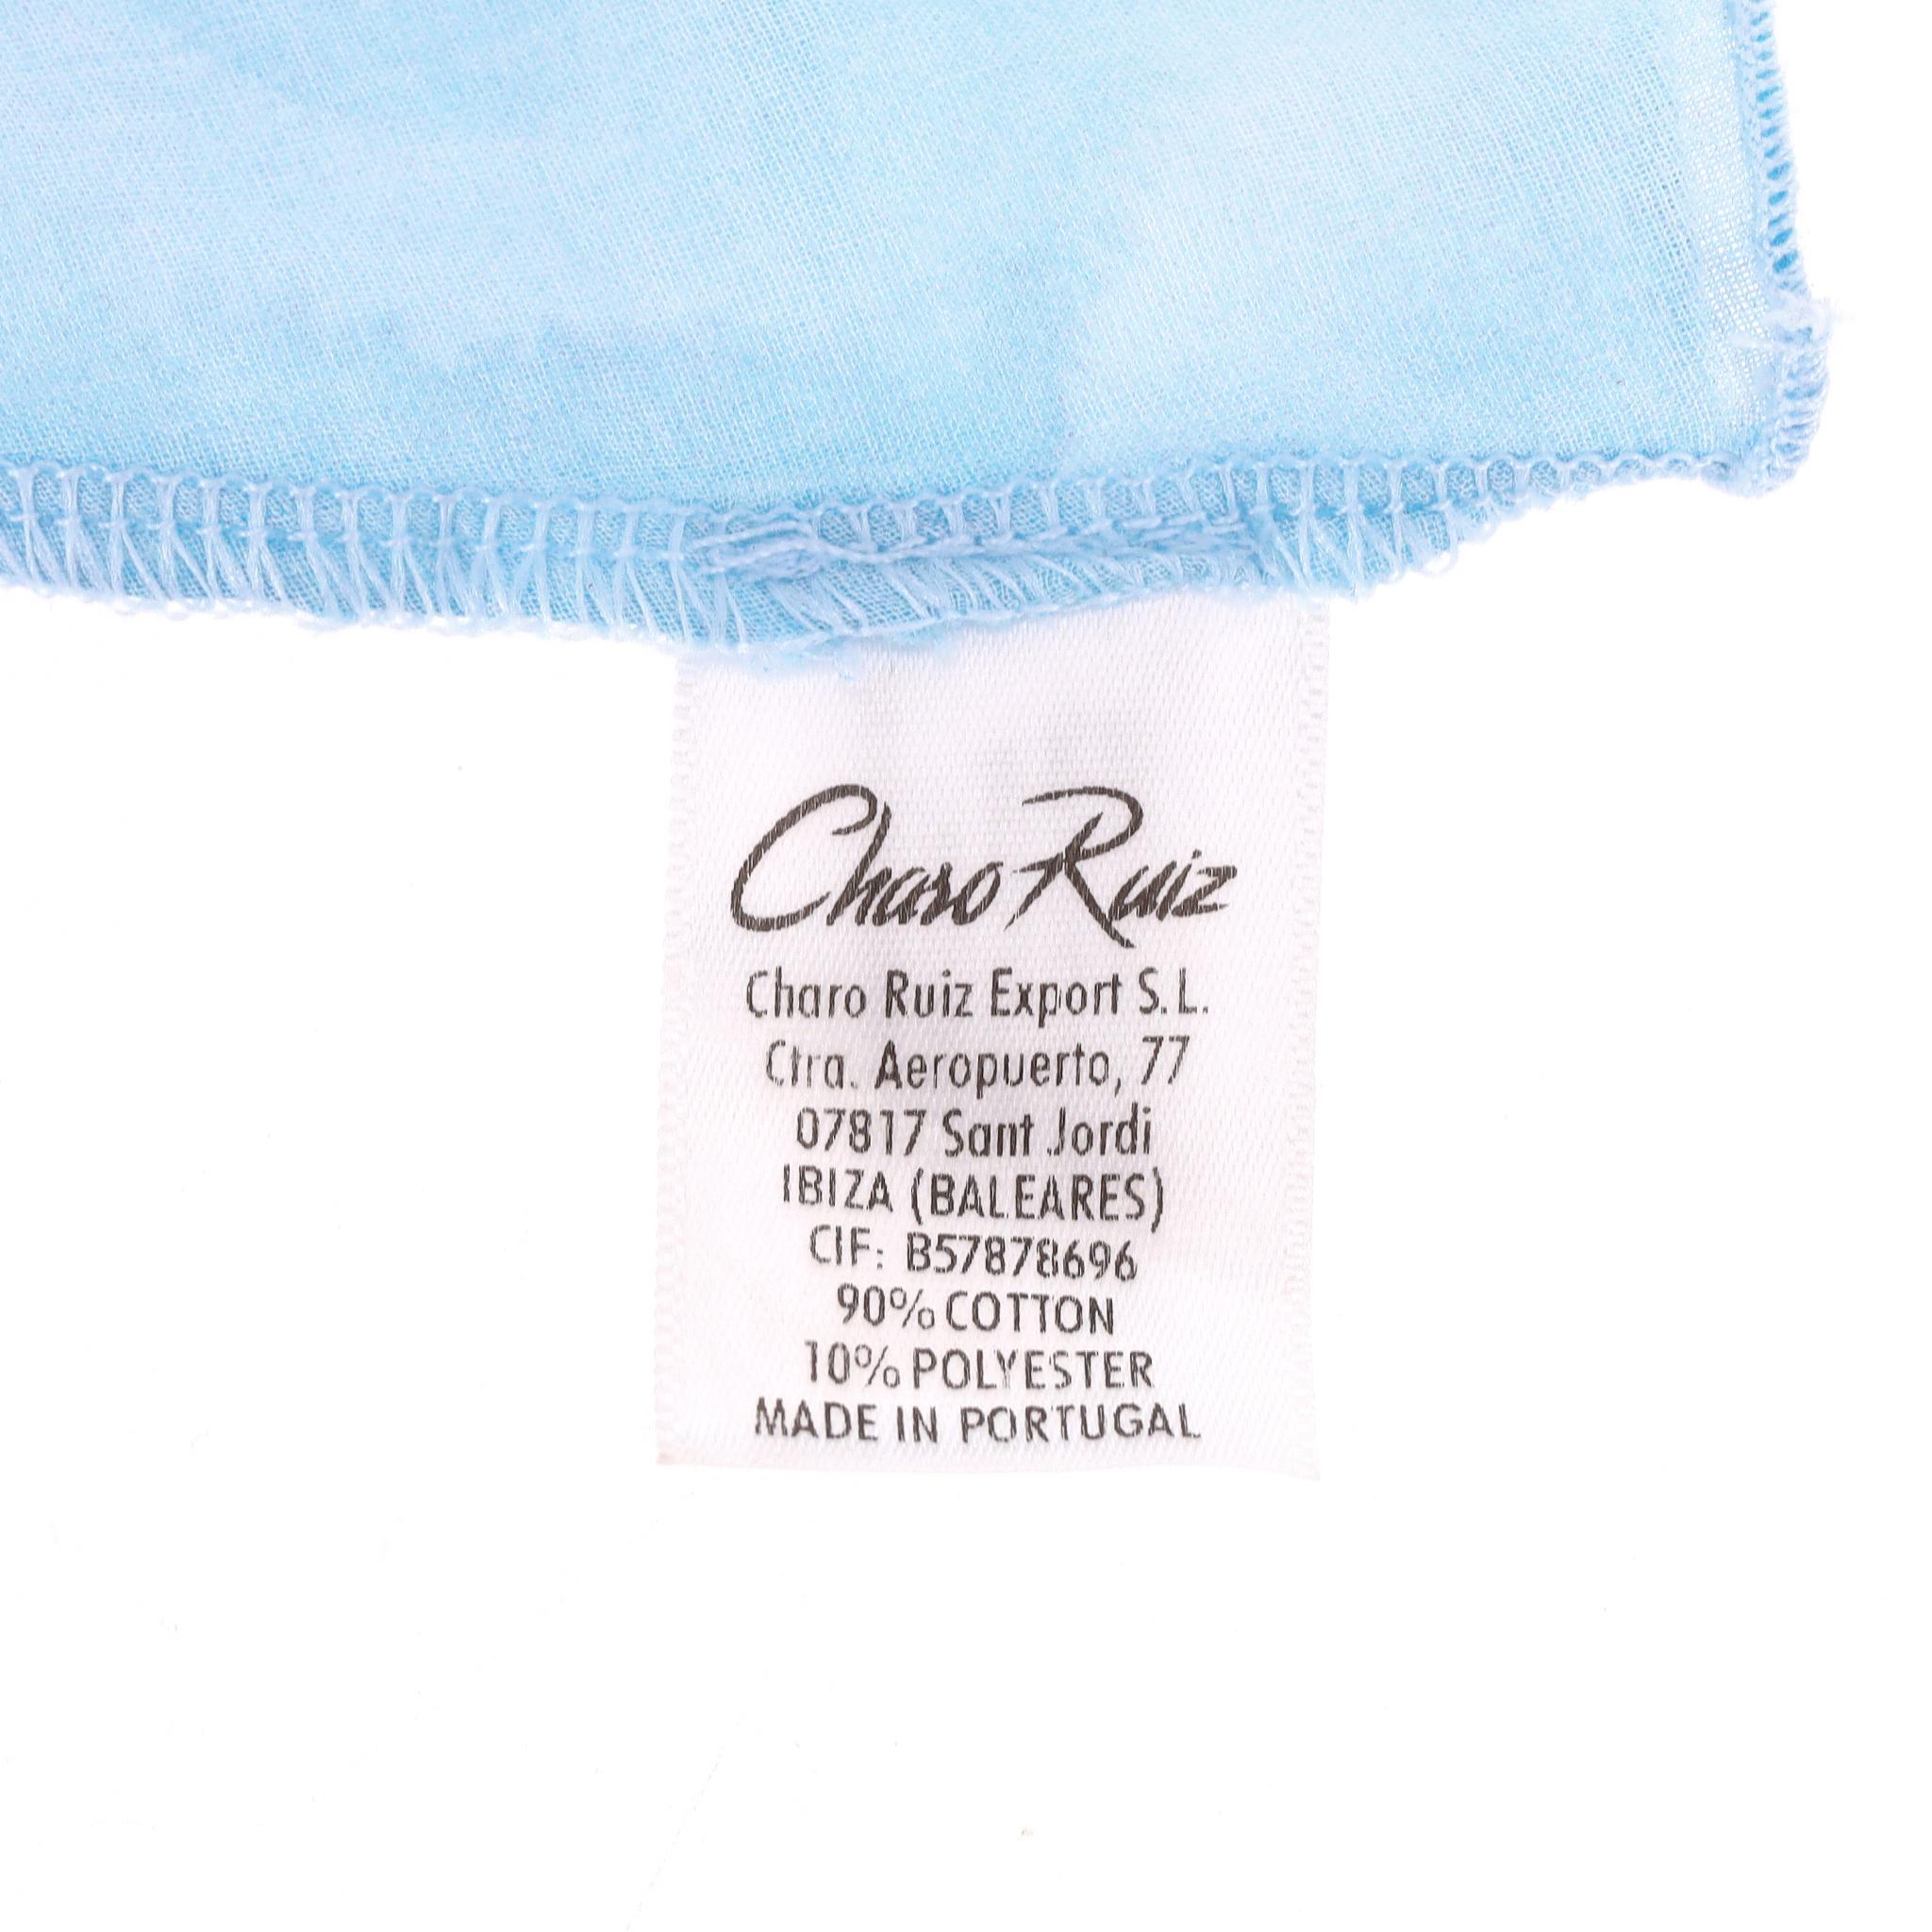 Charo Ruiz
Charo Ruiz Export S.L.
Ctra. Aeropuerto, 77
07817 Sant Jordi
IBIZA (BALEARES)
CIF: B57878696
90% COTTON
10% POLYESTER
MADE IN PORTUGAL